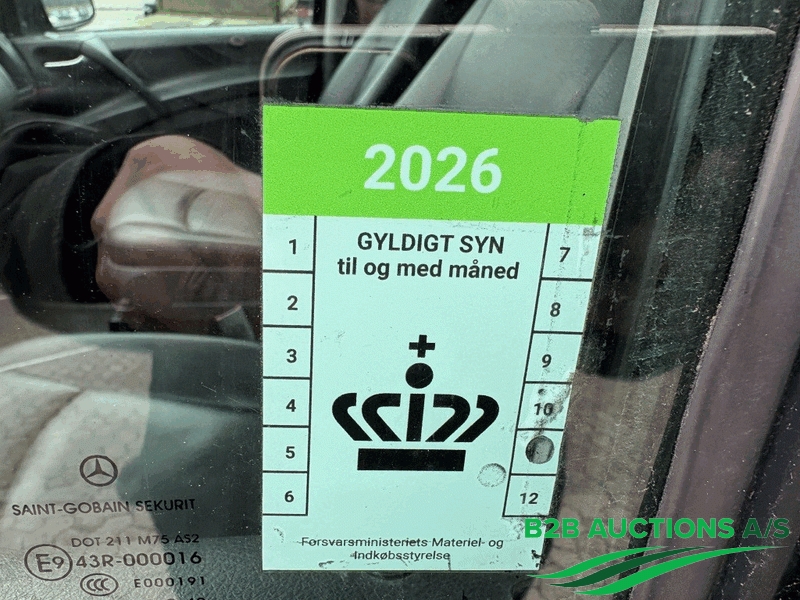 2026
GYLDIGT SYN
til og med måned
1
2
3
4
5
6
7
8
9
10
12
Forsvarsministeriets Materiel- og
Indkøbsstyrelse
SAINT-GOBAIN SEKURIT
DOT 211 M75 AS2
E9 43R-000016
CCC E000191
B2B AUCTIONS A/S